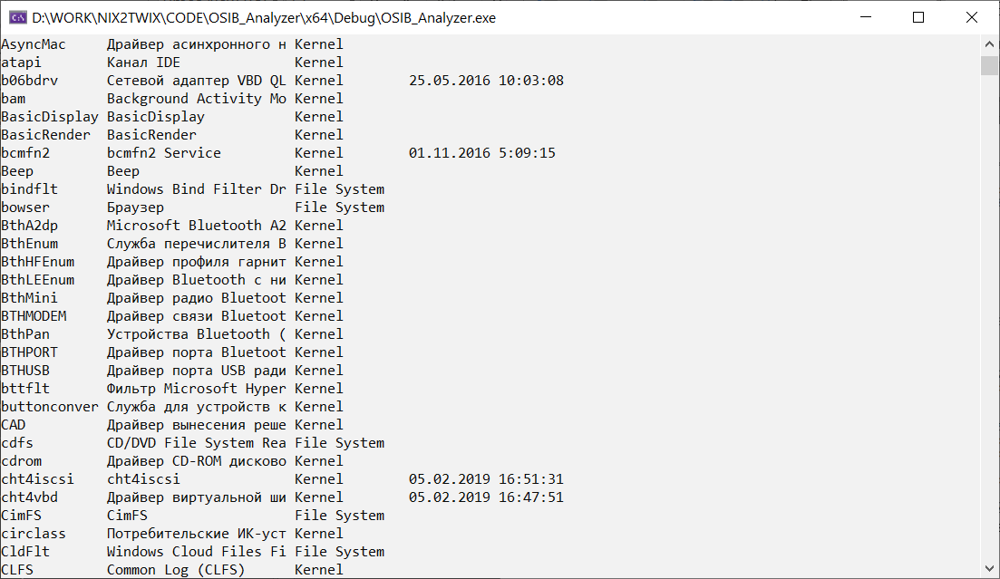 D:\WORK\NIX2TWIX\CODE\OSIB_Analyzer\x64\Debug\OSIB_Analyzer.exe
AsyncMac Драйвер асинхронного н Kernel
atapi Канал IDE Kernel
b06bdrv Сетевой адаптер VBD QL Kernel 25.05.2016 10:03:08
bam Background Activity Mo Kernel
BasicDisplay BasicDisplay Kernel
BasicRender BasicRender Kernel
bcmfn2 bcmfn2 Service Kernel 01.11.2016 5:09:15
Beep Beep Kernel
bindflt Windows Bind Filter Dr File System
bowser Браузер File System
BthA2dp Microsoft Bluetooth A2 Kernel
BthEnum Служба перечислителя B Kernel
BthHFEnum Драйвер профиля гарнит Kernel
BthLEEnum Драйвер Bluetooth с ни Kernel
BthMini Драйвер радио Bluetoot Kernel
BTHMODEM Драйвер связи Bluetoot Kernel
BthPan Устройства Bluetooth ( Kernel
BTHPORT Драйвер порта Bluetoot Kernel
BTHUSB Драйвер порта USB ради Kernel
bttflt Фильтр Microsoft Hyper Kernel
buttonconver Служба для устройств к Kernel
CAD Драйвер вынесения реше Kernel
cdfs CD/DVD File System Rea File System
cdrom Драйвер CD-ROM дисково Kernel
cht4iscsi cht4iscsi Kernel 05.02.2019 16:51:31
cht4vbd Драйвер виртуальной ши Kernel 05.02.2019 16:47:51
CimFS CimFS File System
circlass Потребительские ИК-уст Kernel
CldFlt Windows Cloud Files Fi File System
CLFS Common Log (CLFS) Kernel